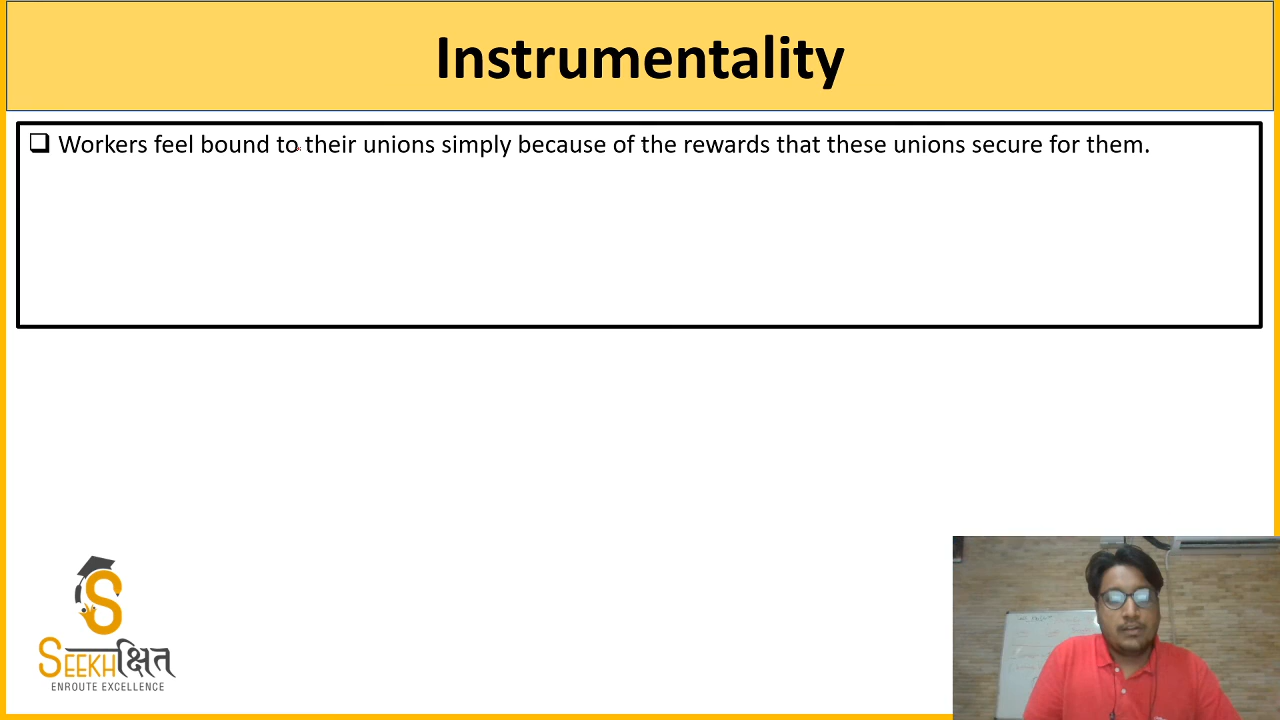 Instrumentality
❑ Workers feel bound to their unions simply because of the rewards that these unions secure for them.
S
SEEKHक्षित
ENROUTE EXCELLENCE